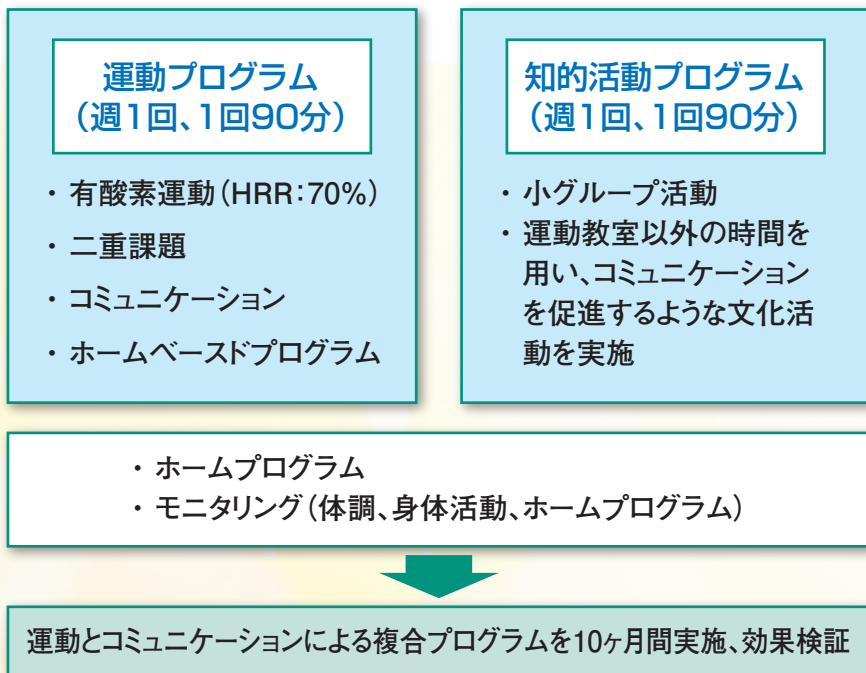 運動プログラム
（週1回、1回90分）
・ 有酸素運動（HRR：70％）
・ 二重課題
・ コミュニケーション
・ ホームベースドプログラム
知的活動プログラム
（週1回、1回90分）
・ 小グループ活動
・ 運動教室以外の時間を
用い、コミュニケーション
を促進するような文化活
動を実施
・ ホームプログラム
・ モニタリング（体調、身体活動、ホームプログラム）
運動とコミュニケーションによる複合プログラムを10ヶ月間実施、効果検証